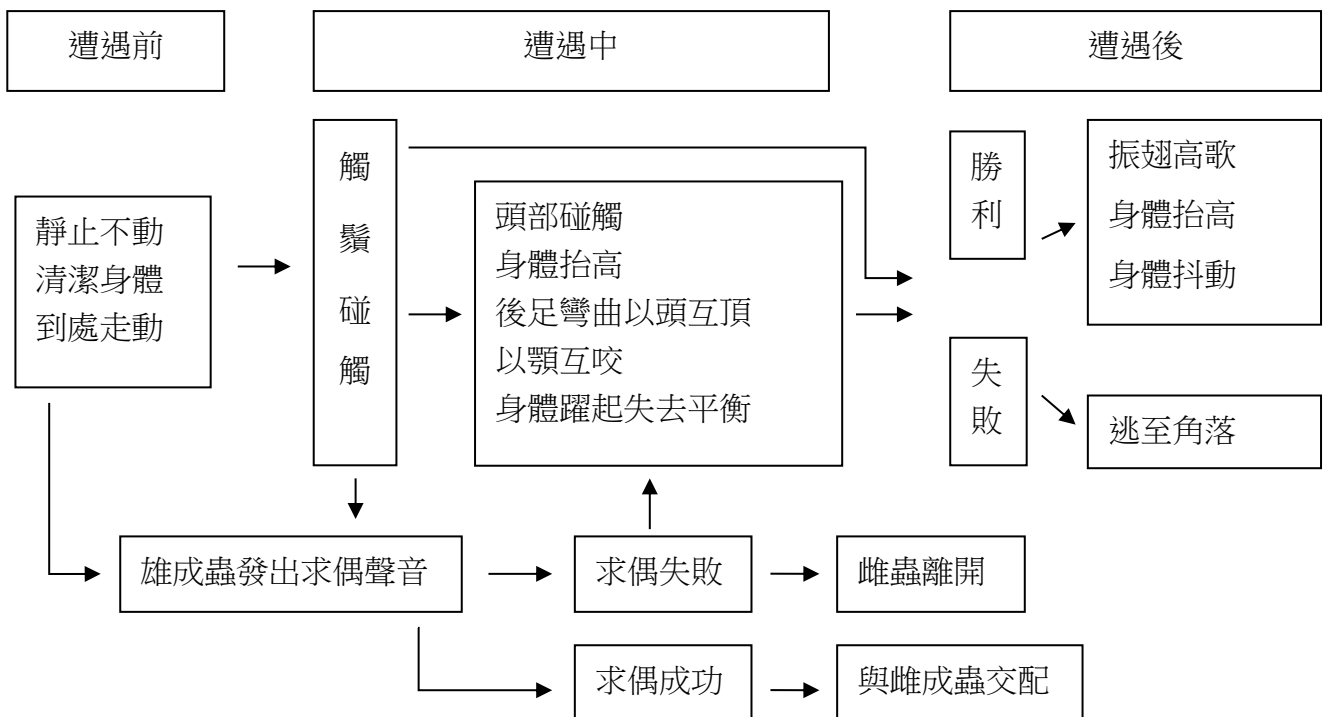 遭遇前
遭遇中
遭遇後
靜止不動
清潔身體
到處走動
觸鬚碰觸
頭部碰觸
身體抬高
後足彎曲以頭互頂
以顎互咬
身體躍起失去平衡
勝利
振翅高歌
身體抬高
身體抖動
失敗
逃至角落
雄成蟲發出求偶聲音
求偶失敗
雌蟲離開
求偶成功
與雌成蟲交配